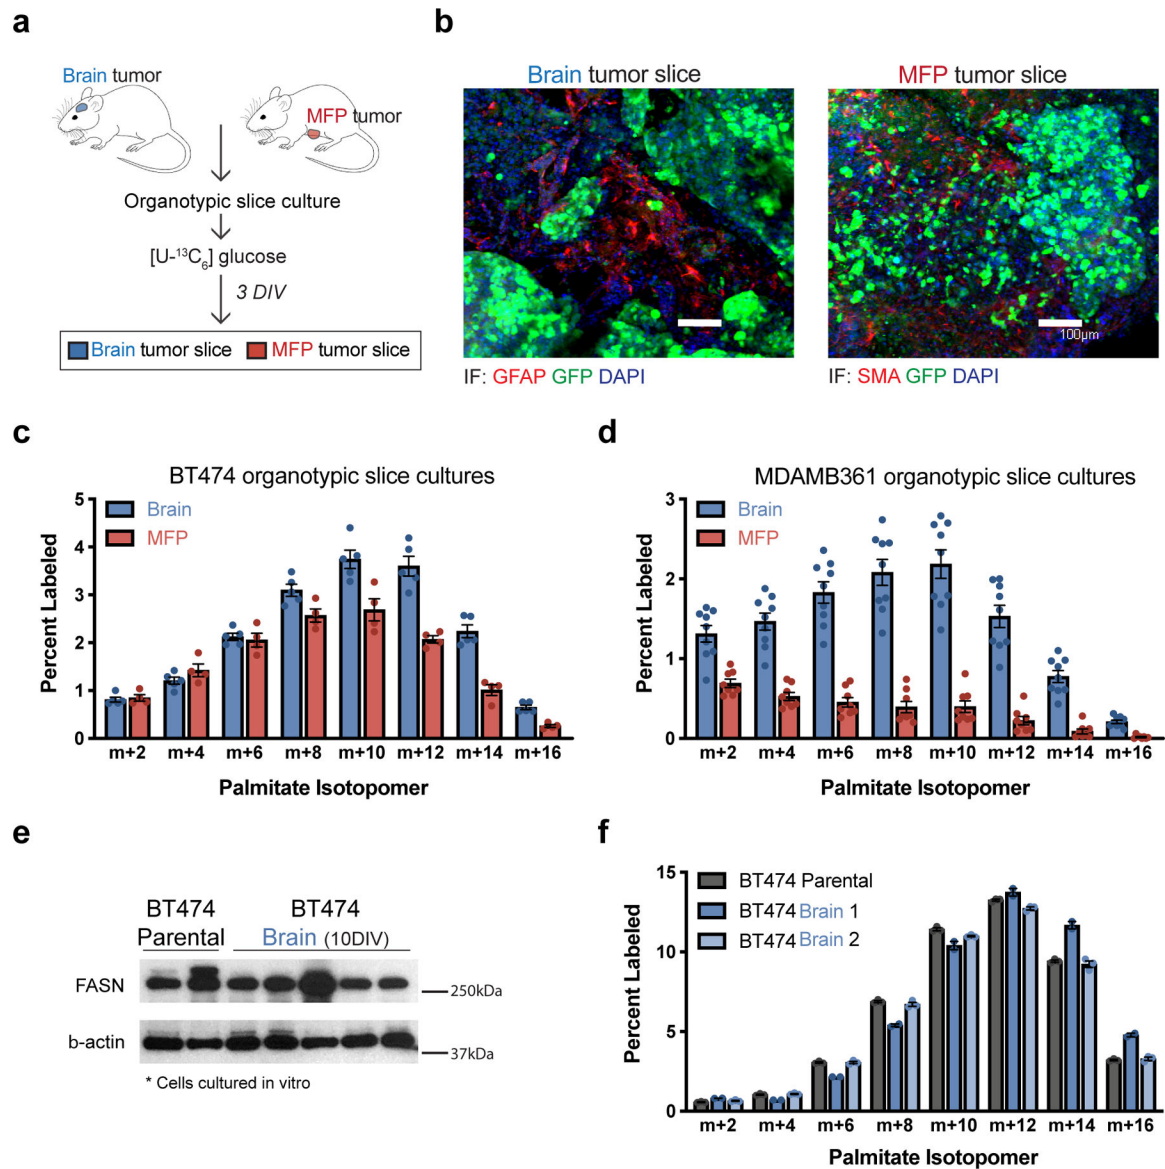 a
Brain tumor
MFP tumor
Organotypic slice culture
[U-¹³C₆] glucose
3 DIV
Brain tumor slice MFP tumor slice
b
Brain tumor slice
IF: GFAP GFP DAPI
MFP tumor slice
100µm
IF: SMA GFP DAPI
c
BT474 organotypic slice cultures
Brain
MFP
Percent Labeled
5
4
3
2
1
0
m+2 m+4 m+6 m+8 m+10 m+12 m+14 m+16
Palmitate Isotopomer
d
MDAMB361 organotypic slice cultures
Brain
MFP
Percent Labeled
3
2
1
0
m+2 m+4 m+6 m+8 m+10 m+12 m+14 m+16
Palmitate Isotopomer
e
BT474 BT474
Parental Brain (10DIV)
FASN
250kDa
b-actin
37kDa
* Cells cultured in vitro
f
BT474 Parental
BT474 Brain 1
BT474 Brain 2
Percent Labeled
15
10
5
0
m+2 m+4 m+6 m+8 m+10 m+12 m+14 m+16
Palmitate Isotopomer